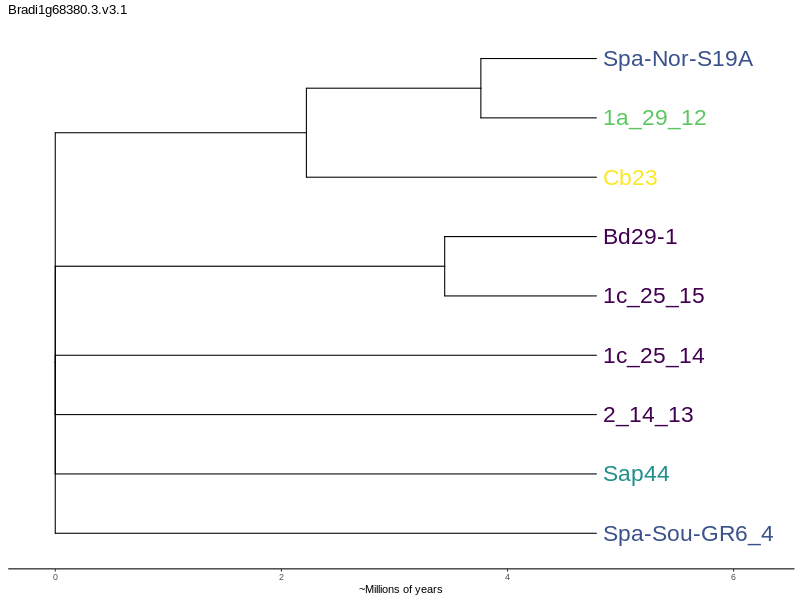 Bradi1g68380.3.v3.1
Spa-Nor-S19A
1a_29_12
Cb23
Bd29-1
1c_25_15
1c_25_14
2_14_13
Sap44
Spa-Sou-GR6_4
0 2 4 6
~Millions of years